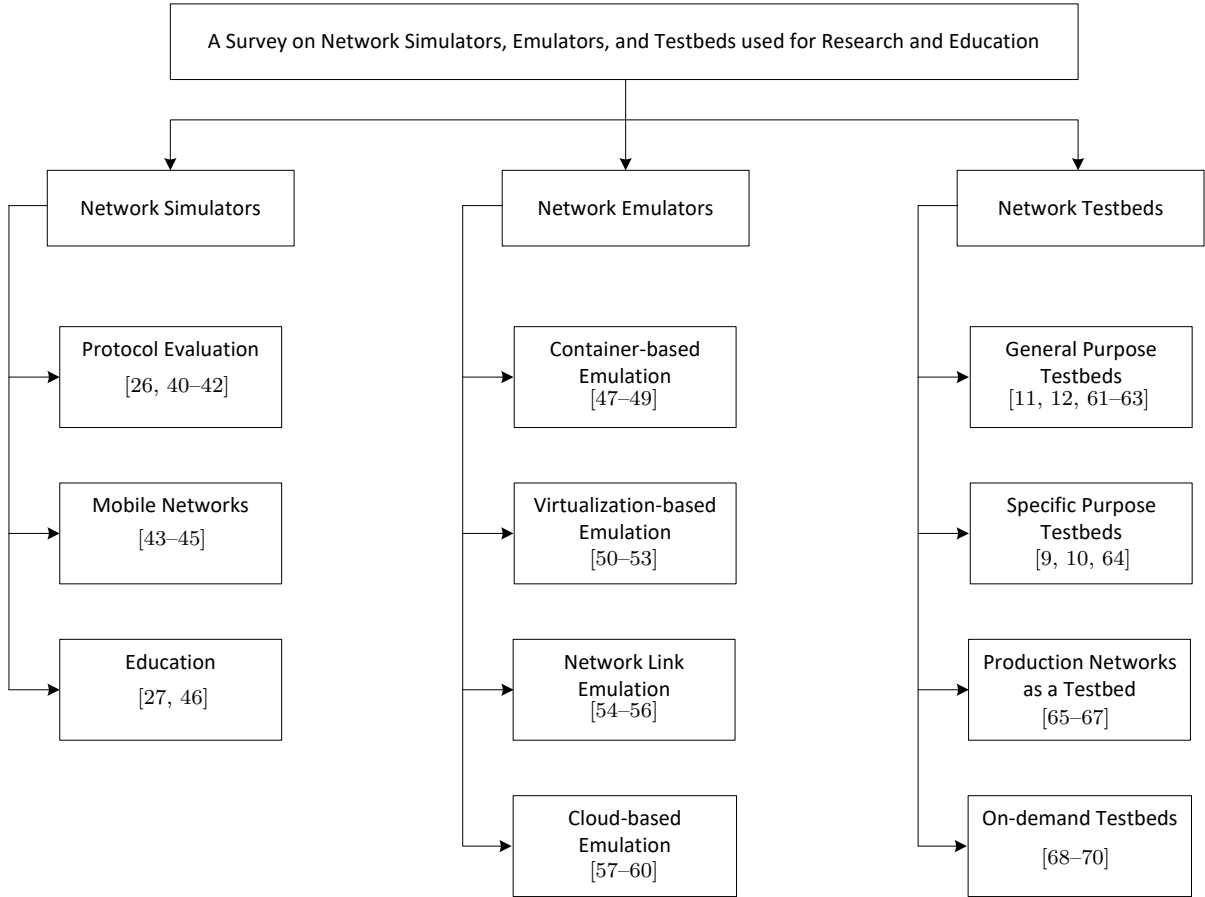 A Survey on Network Simulators, Emulators, and Testbeds used for Research and Education
Network Simulators
Protocol Evaluation
[26, 40–42]
Mobile Networks
[43–45]
Education
[27, 46]
Network Emulators
Container-based
Emulation
[47–49]
Virtualization-based
Emulation
[50–53]
Network Link
Emulation
[54–56]
Cloud-based
Emulation
[57–60]
Network Testbeds
General Purpose
Testbeds
[11, 12, 61–63]
Specific Purpose
Testbeds
[9, 10, 64]
Production Networks
as a Testbed
[65–67]
On-demand Testbeds
[68–70]